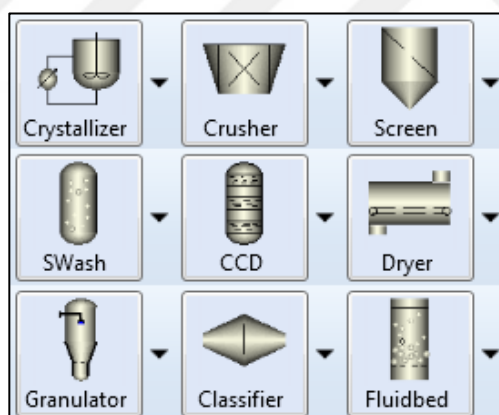 Crystallizer Crusher Screen
SWash CCD Dryer
Granulator Classifier Fluidbed